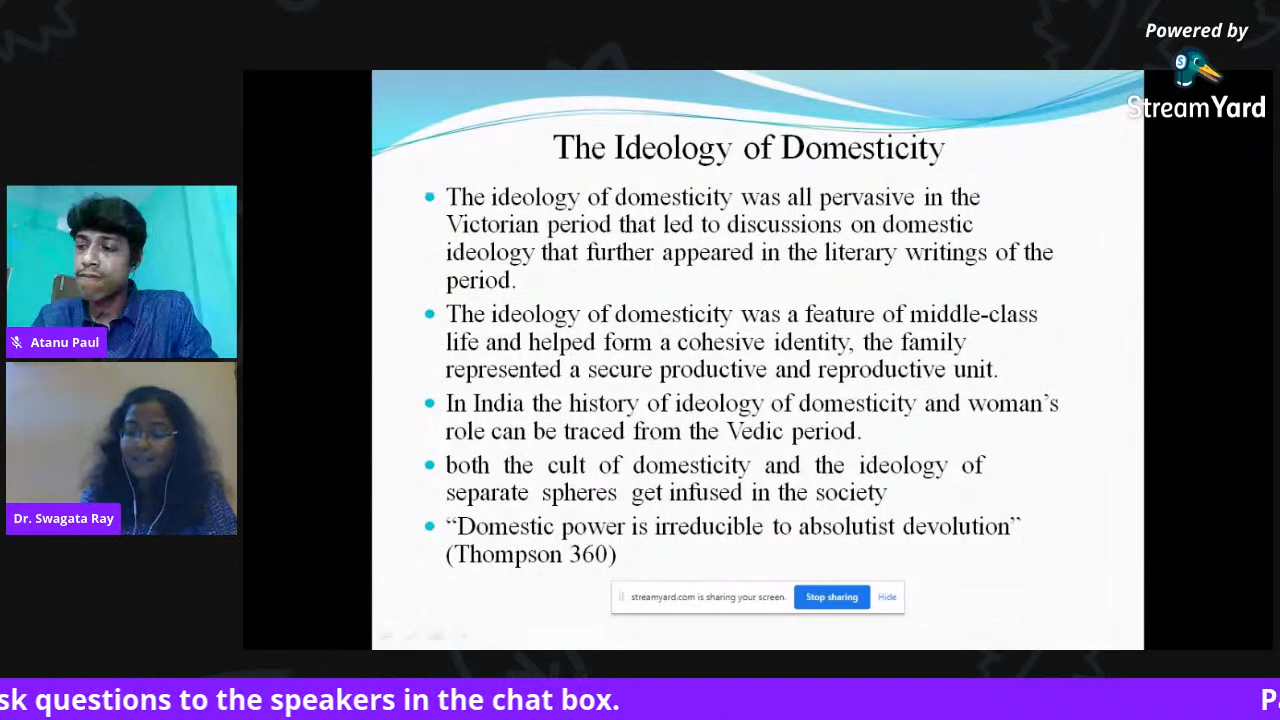 Powered by
StreamYard
The Ideology of Domesticity
The ideology of domesticity was all pervasive in the
Victorian period that led to discussions on domestic
ideology that further appeared in the literary writings of the
period.
The ideology of domesticity was a feature of middle-class
life and helped form a cohesive identity, the family
represented a secure productive and reproductive unit.
In India the history of ideology of domesticity and woman's
role can be traced from the Vedic period.
both the cult of domesticity and the ideology of
separate spheres get infused in the society
“Domestic power is irreducible to absolutist devolution”
(Thompson 360)
streamyard.com is sharing your screen.
Stop sharing
Hide
Atanu Paul
Dr. Swagata Ray
sk questions to the speakers in the chat box.